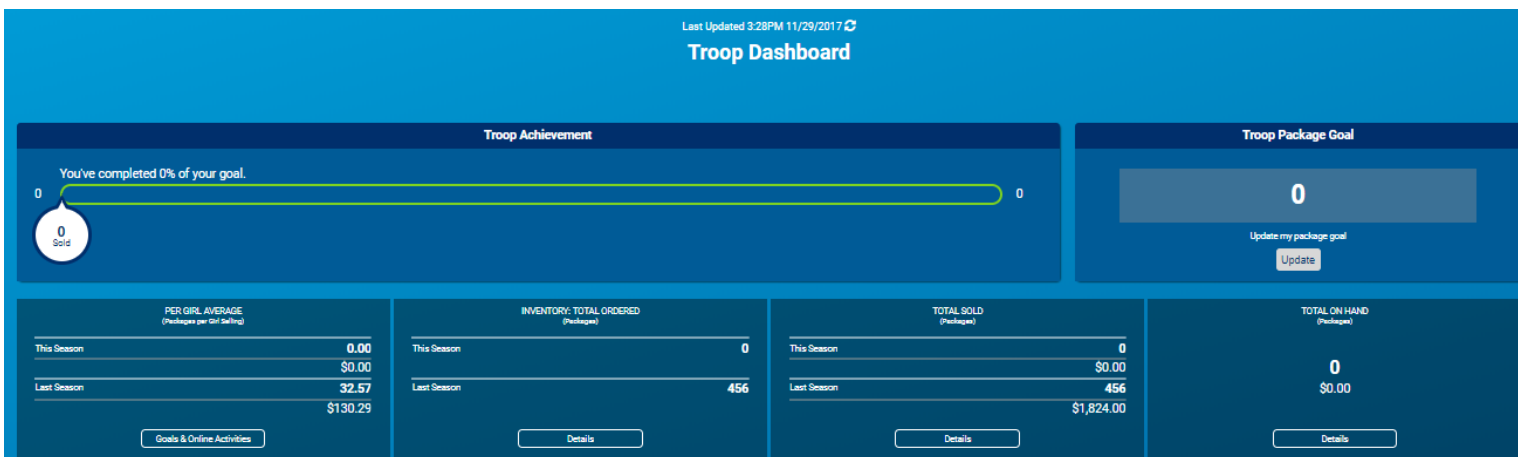 Last Updated 3:28PM 11/29/2017
Troop Dashboard
Troop Achievement
You've completed 0% of your goal.
0
0
0
Sold
Troop Package Goal
0
Update my package goal
Update
PER GIRL AVERAGE
(Packages per Girl Selling)
This Season 0.00
$0.00
Last Season 32.57
$130.29
Goals & Online Activities
INVENTORY: TOTAL ORDERED
(Packages)
This Season 0
Last Season 456
Details
TOTAL SOLD
(Packages)
This Season 0
$0.00
Last Season 456
$1,824.00
Details
TOTAL ON HAND
(Packages)
0
$0.00
Details